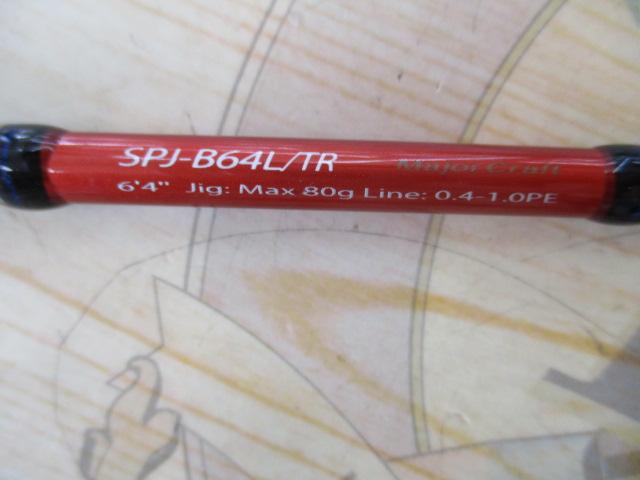 SPJ-B64L/TR Major Craft
6'4" Jig: Max 80g Line: 0.4-1.0PE